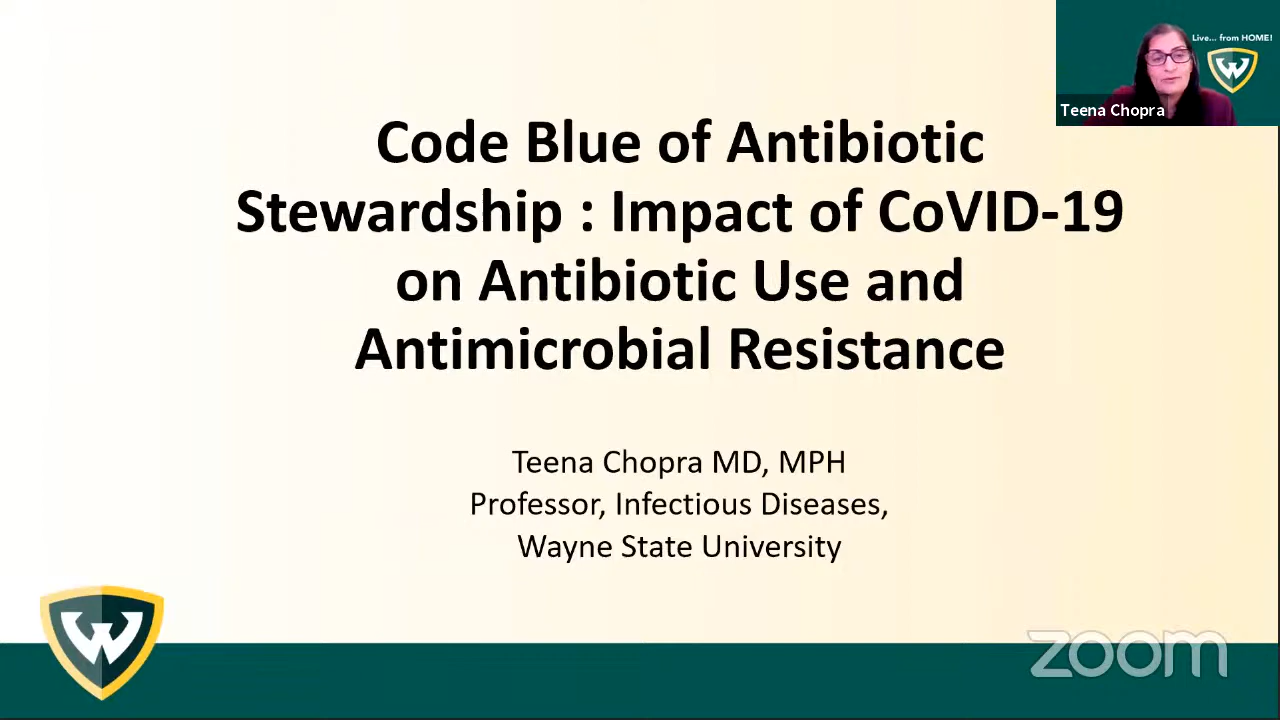 Live... from HOME!
Teena Chopra
Code Blue of Antibiotic
Stewardship : Impact of CoVID-19
on Antibiotic Use and
Antimicrobial Resistance
Teena Chopra MD, MPH
Professor, Infectious Diseases,
Wayne State University
W
W
zoom